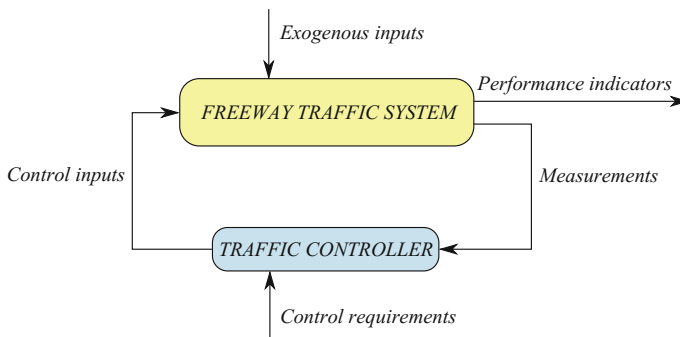 Exogenous inputs
Performance indicators
FREEWAY TRAFFIC SYSTEM
Control inputs
Measurements
TRAFFIC CONTROLLER
Control requirements